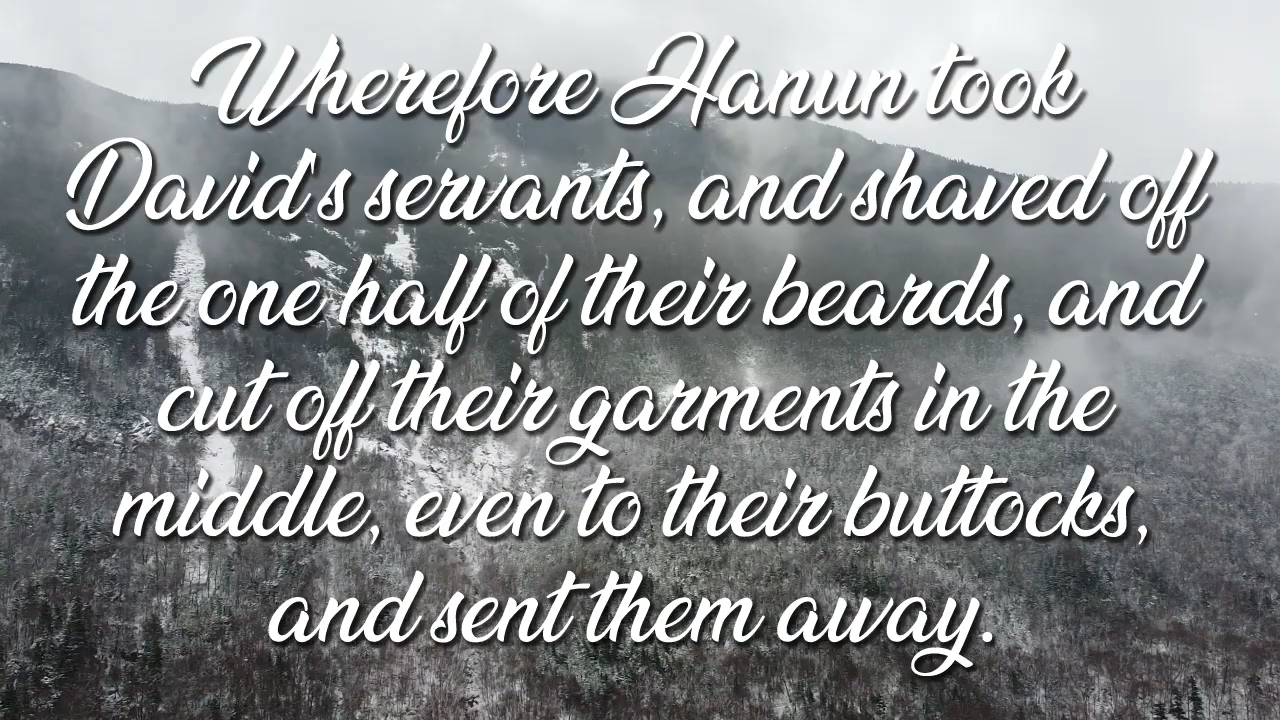 Wherefore Hanun took
David's servants, and shaved off
the one half of their beards, and
cut off their garments in the
middle, even to their buttocks,
and sent them away.